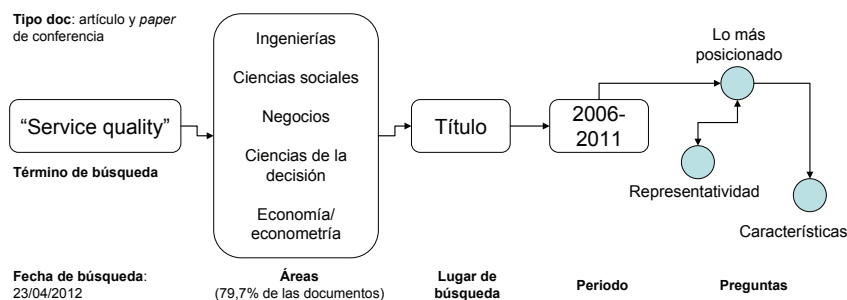 Tipo doc: artículo y paper
de conferencia
Ingenierías
Ciencias sociales
Negocios
Ciencias de la
decisión
Economía/
econometría
“Service quality”
Término de búsqueda
Título
2006-
2011
Lo más
posicionado
Representatividad
Características
Fecha de búsqueda:
23/04/2012
Áreas
(79,7% de las documentos)
Lugar de
búsqueda
Periodo
Preguntas